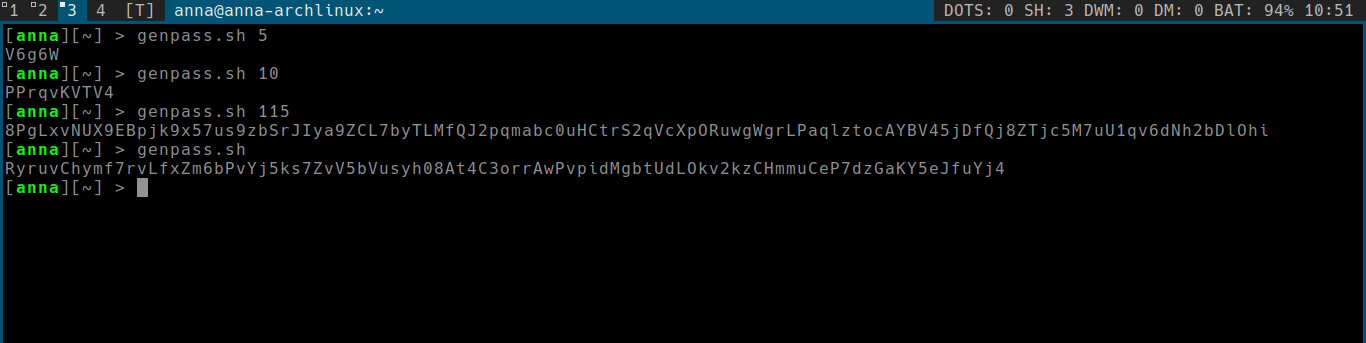 1 2 3 4 [T] anna@anna-archlinux:~ DOTS: 0 SH: 3 DWM: 0 DM: 0 BAT: 94% 10:51
[anna][~] > genpass.sh 5
V6g6W
[anna][~] > genpass.sh 10
PPrqvKVTV4
[anna][~] > genpass.sh 115
8PgLxvNUX9EBpjk9x57us9zbSrJIya9ZCL7byTLMfQJ2pqmabc0uHCtrS2qVcXpORuwgWgrLPaqlztocAYBV45jDfQj8ZTjc5M7uU1qv6dNh2bDlOhi
[anna][~] > genpass.sh
RyruvChymf7rvLfxZm6bPvYj5ks7ZvV5bVusyh08At4C3orrAwPvpidMgbtUdLOkv2kzCHmmuCeP7dzGaKY5eJfuYj4
[anna][~] >